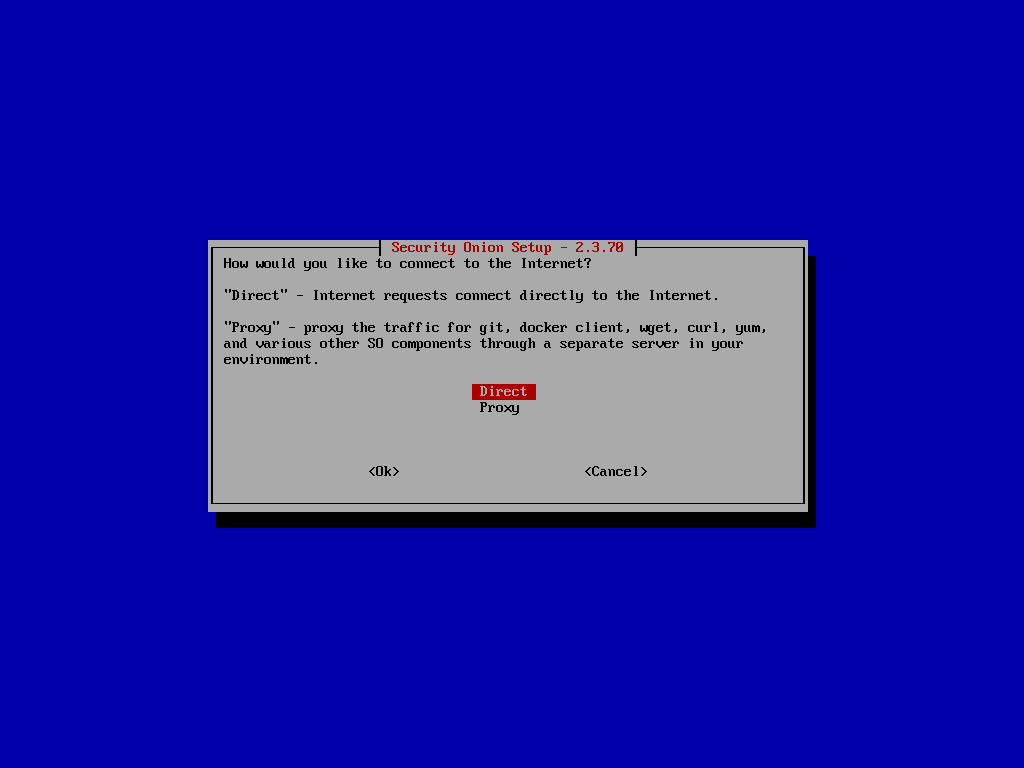 Security Onion Setup - 2.3.70
How would you like to connect to the Internet?
"Direct" - Internet requests connect directly to the Internet.
"Proxy" - proxy the traffic for git, docker client, wget, curl, yum,
and various other SO components through a separate server in your
environment.
Direct
Proxy
<Ok> <Cancel>